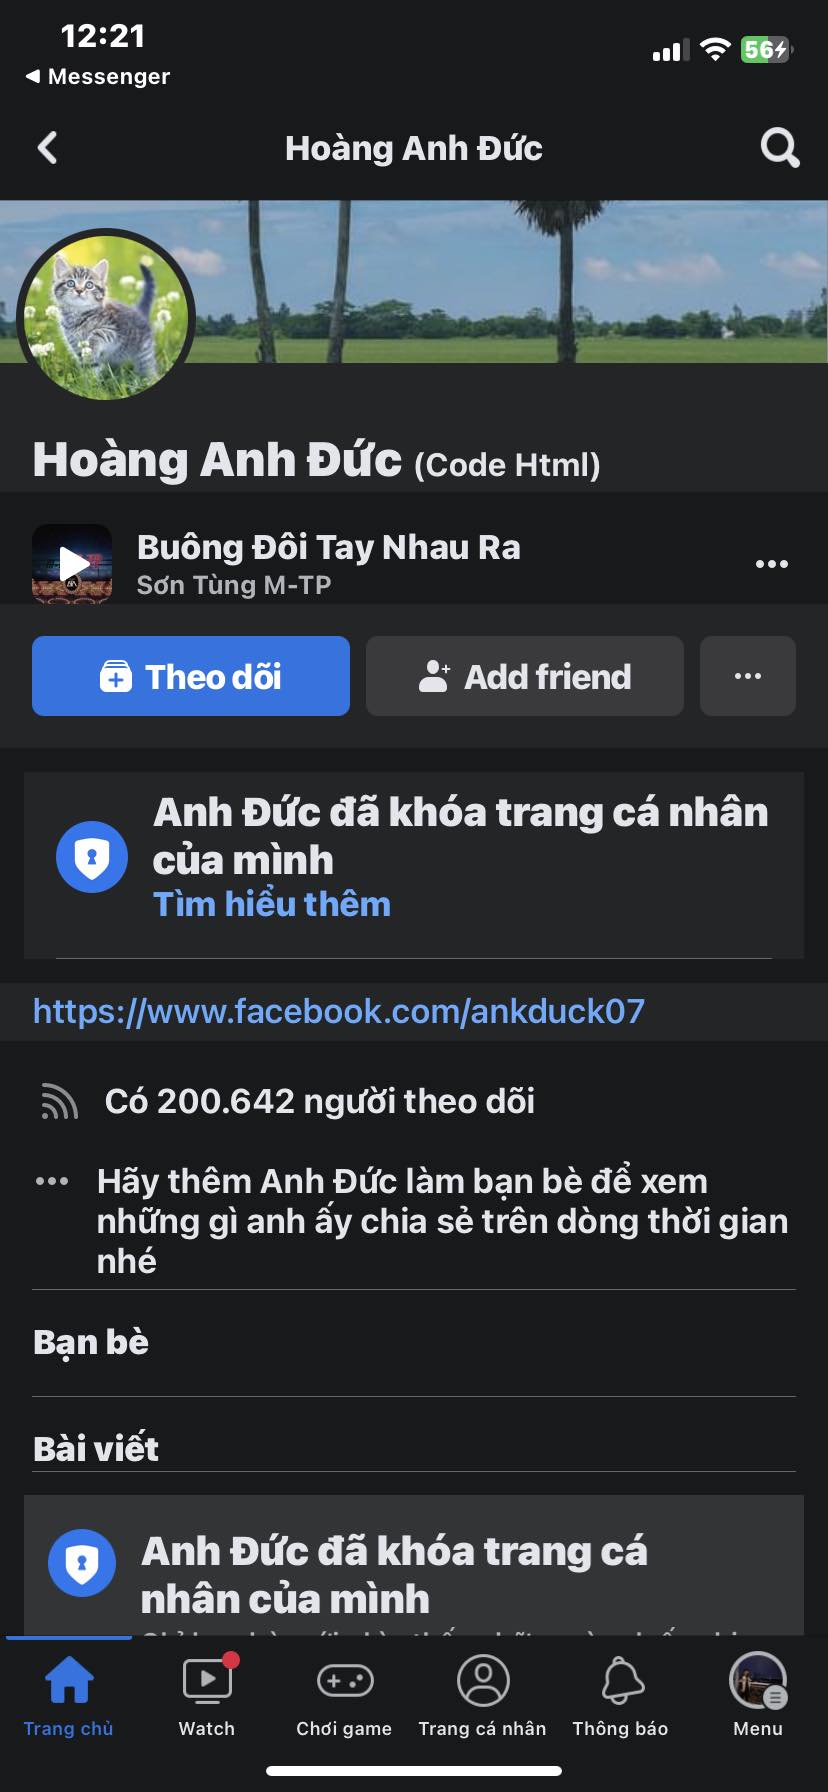 12:21
56
Messenger
Hoàng Anh Đức
Hoàng Anh Đức (Code Html)
Buông Đôi Tay Nhau Ra
Sơn Tùng M-TP
Theo dõi
Add friend
Anh Đức đã khóa trang cá nhân
của mình
Tìm hiểu thêm
https://www.facebook.com/ankduck07
Có 200.642 người theo dõi
Hãy thêm Anh Đức làm bạn bè để xem
những gì anh ấy chia sẻ trên dòng thời gian
nhé
Bạn bè
Bài viết
Anh Đức đã khóa trang cá
nhân của mình
Trang chủ
Watch
Chơi game
Trang cá nhân
Thông báo
Menu